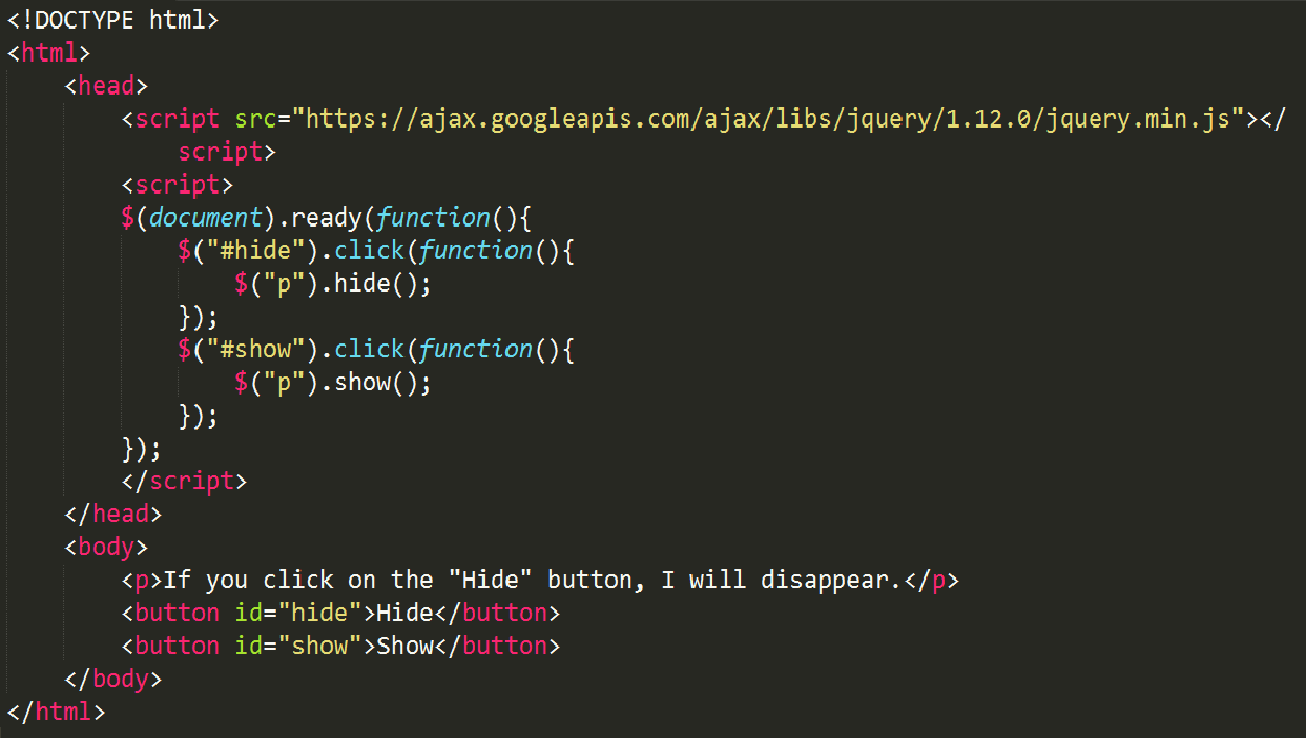 <!DOCTYPE html>
<html>
    <head>
        <script src="https://ajax.googleapis.com/ajax/libs/jquery/1.12.0/jquery.min.js"></
            script>
        <script>
        $(document).ready(function(){
            $("#hide").click(function(){
                $("p").hide();
            });
            $("#show").click(function(){
                $("p").show();
            });
        });
        </script>
    </head>
    <body>
        <p>If you click on the "Hide" button, I will disappear.</p>
        <button id="hide">Hide</button>
        <button id="show">Show</button>
    </body>
</html>